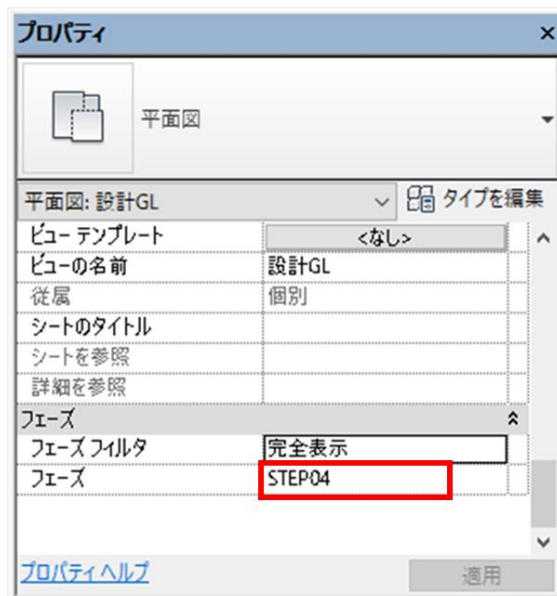 プロパティ
平面図
平面図: 設計GL タイプを編集
ビュー テンプレート <なし>
ビューの名前 設計GL
従属 個別
シートのタイトル
シートを参照
詳細を参照
フェーズ
フェーズ フィルタ 完全表示
フェーズ STEP04
プロパティ ヘルプ 適用